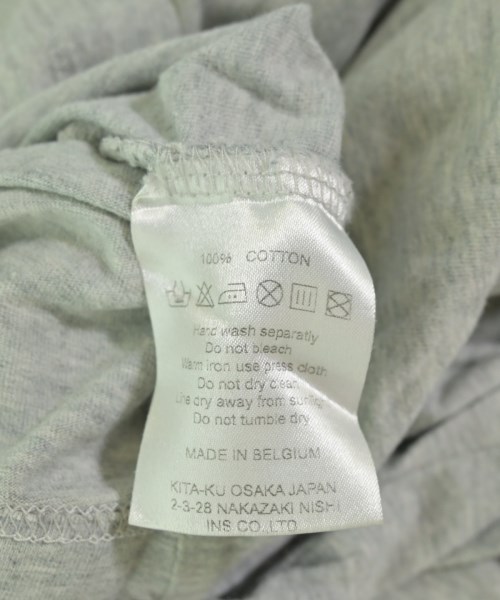 100% COTTON
Hand wash separatly
Do not bleach
Warm iron use press cloth
Do not dry clean
Line dry away from sunlight
Do not tumble dry
MADE IN BELGIUM
KITA-KU OSAKA JAPAN
2-3-28 NAKAZAKI NISHI
INS CO.,LTD